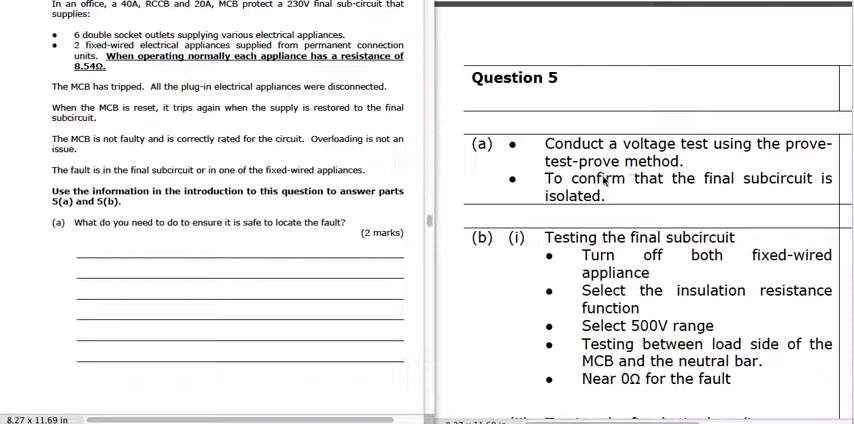 In an office, a 40A, RCCB and 20A, MCB protect a 230V final sub-circuit that
supplies:
• 6 double socket outlets supplying various electrical appliances.
• 2 fixed-wired electrical appliances supplied from permanent connection
units. When operating normally each appliance has a resistance of
8.54Ω.
The MCB has tripped. All the plug-in electrical appliances were disconnected.
When the MCB is reset, it trips again when the supply is restored to the final
subcircuit.
The MCB is not faulty and is correctly rated for the circuit. Overloading is not an
issue.
The fault is in the final subcircuit or in one of the fixed-wired appliances.
Use the information in the introduction to this question to answer parts
5(a) and 5(b).
(a) What do you need to do to ensure it is safe to locate the fault?
(2 marks)
8.27 x 11.69 in
Question 5
(a) • Conduct a voltage test using the prove-
test-prove method.
• To confirm that the final subcircuit is
isolated.
(b) (i) Testing the final subcircuit
• Turn off both fixed-wired
appliance
• Select the insulation resistance
function
• Select 500V range
• Testing between load side of the
MCB and the neutral bar.
• Near 0Ω for the fault